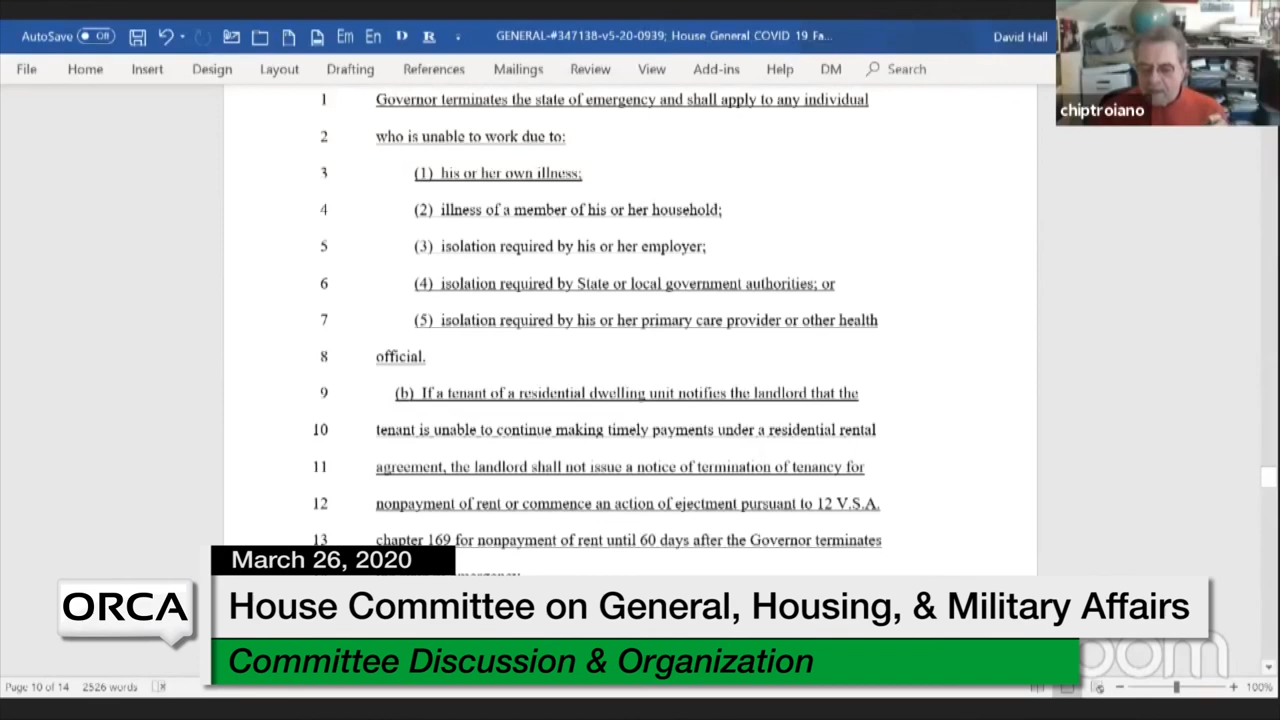 AutoSave Off Em En D R GENERAL-#347138-v5-20-0939; House General COVID 19 Fa... David Hall
File Home Insert Design Layout Drafting References Mailings Review View Add-ins Help DM Search
chiptroiano
1 Governor terminates the state of emergency and shall apply to any individual
2 who is unable to work due to:
3 (1) his or her own illness;
4 (2) illness of a member of his or her household;
5 (3) isolation required by his or her employer;
6 (4) isolation required by State or local government authorities; or
7 (5) isolation required by his or her primary care provider or other health
8 official.
9 (b) If a tenant of a residential dwelling unit notifies the landlord that the
10 tenant is unable to continue making timely payments under a residential rental
11 agreement, the landlord shall not issue a notice of termination of tenancy for
12 nonpayment of rent or commence an action of ejectment pursuant to 12 V.S.A.
13 chapter 169 for nonpayment of rent until 60 days after the Governor terminates
March 26, 2020
ORCA
House Committee on General, Housing, & Military Affairs
Committee Discussion & Organization
Page 10 of 14 2526 words 100%